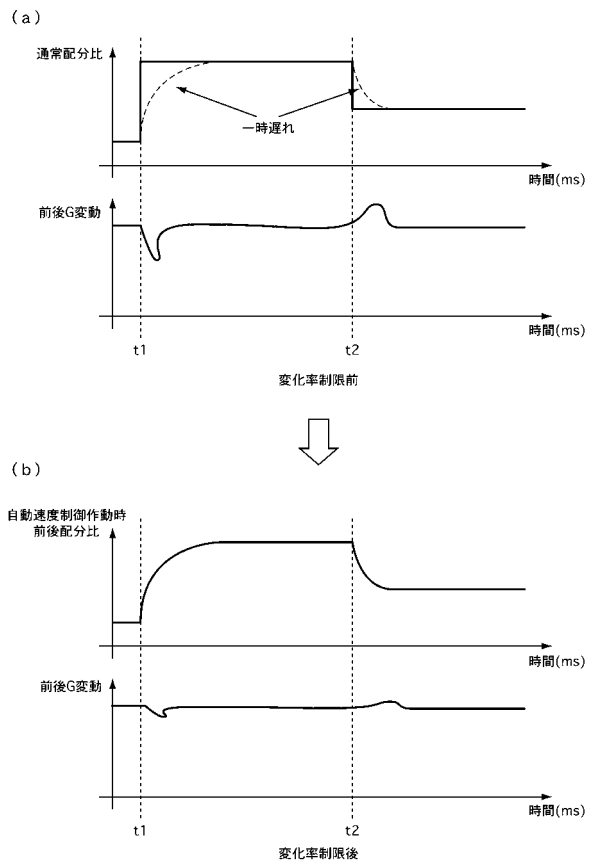 (a)
通常配分比
一時遅れ
時間(ms)
前後G変動
時間(ms)
t1
t2
変化率制限前
(b)
自動速度制御作動時
前後配分比
時間(ms)
前後G変動
時間(ms)
t1
t2
変化率制限後